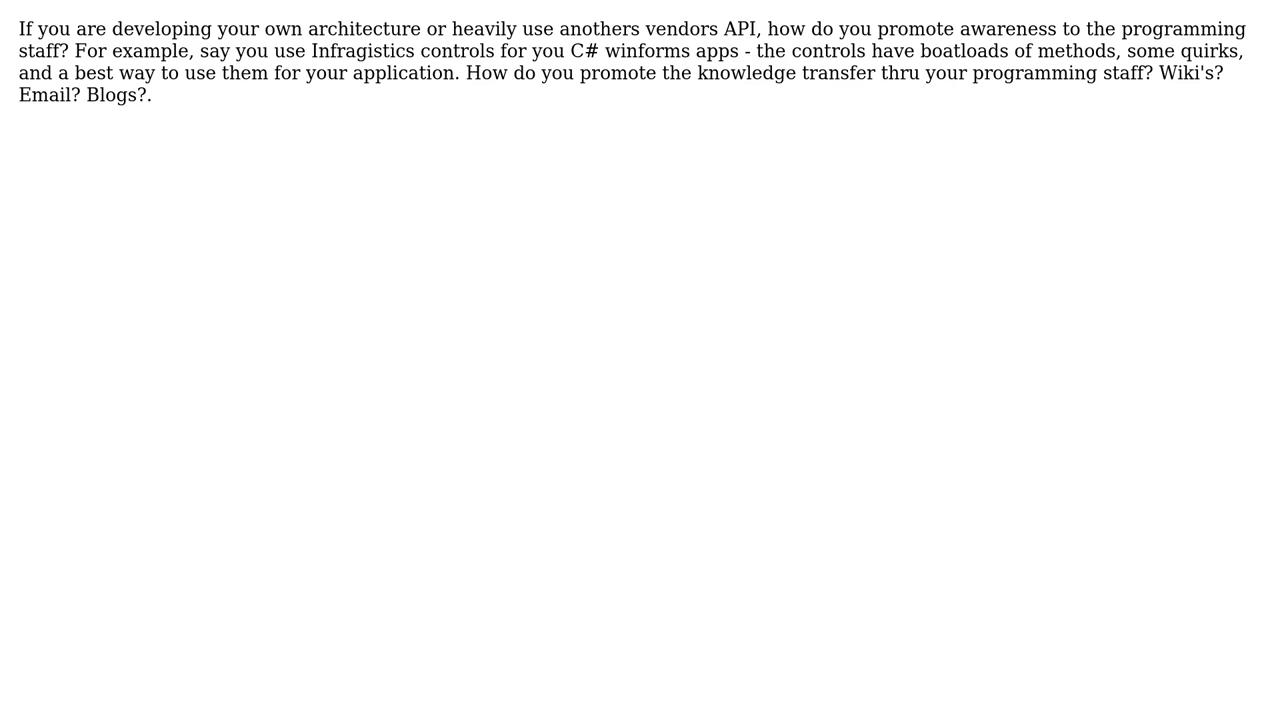 If you are developing your own architecture or heavily use anothers vendors API, how do you promote awareness to the programming
staff? For example, say you use Infragistics controls for you C# winforms apps - the controls have boatloads of methods, some quirks,
and a best way to use them for your application. How do you promote the knowledge transfer thru your programming staff? Wiki's?
Email? Blogs?.